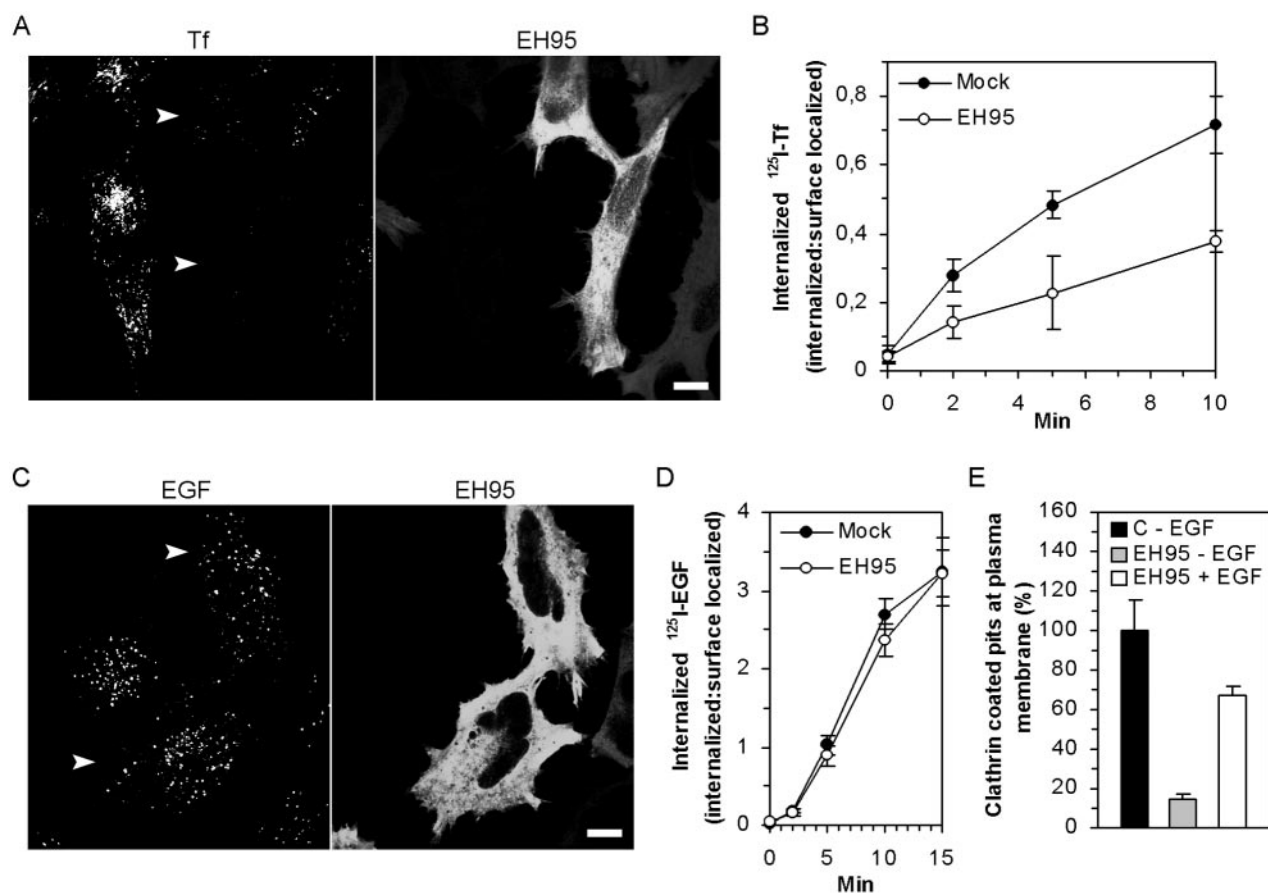 A
Tf
EH95
B
Internalized ¹²⁵I-Tf
(internalized:surface localized)
Mock
EH95
0,8
0,6
0,4
0,2
0
0 2 4 6 8 10
Min
C
EGF
EH95
D
Internalized ¹²⁵I-EGF
(internalized:surface localized)
Mock
EH95
4
3
2
1
0
0 5 10 15
Min
E
Clathrin coated pits at plasma
membrane (%)
C - EGF
EH95 - EGF
EH95 + EGF
160
140
120
100
80
60
40
20
0